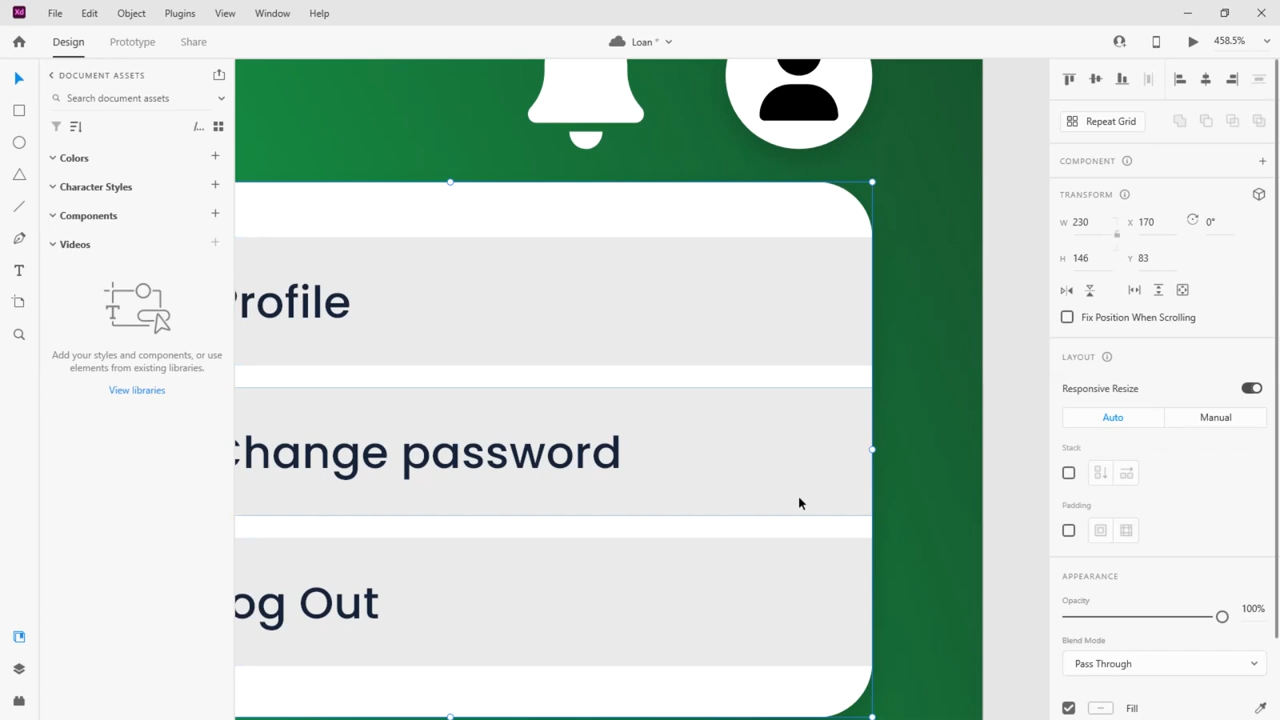 Xd File Edit Object Plugins View Window Help
Design Prototype Share Loan * 458.5%
DOCUMENT ASSETS
Search document assets
Colors
Character Styles
Components
Videos
Add your styles and components, or use
elements from existing libraries.
View libraries
rofile
Change password
og Out
Repeat Grid
COMPONENT
TRANSFORM
W 230 X 170 0°
H 146 Y 83
Fix Position When Scrolling
LAYOUT
Responsive Resize
Auto Manual
Stack
Padding
APPEARANCE
Opacity
100%
Blend Mode
Pass Through
Fill